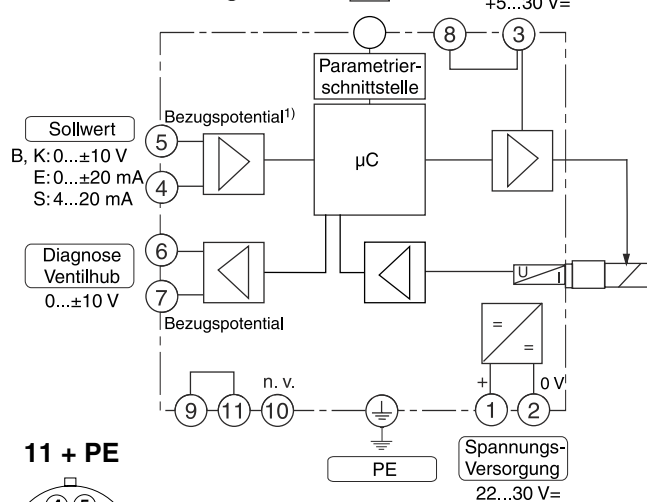 +5...30 V=
8
3
Parametrier-
schnittstelle
Bezugspotential¹⁾
Sollwert
5
B, K: 0...±10 V
E: 0...±20 mA
S: 4...20 mA
4
µC
6
Diagnose
Ventilhub
0...±10 V
7
Bezugspotential
U
I
=
=
+
0 V
n. v.
9
11
10
1
2
11 + PE
PE
Spannungs-
Versorgung
22...30 V=
4
5